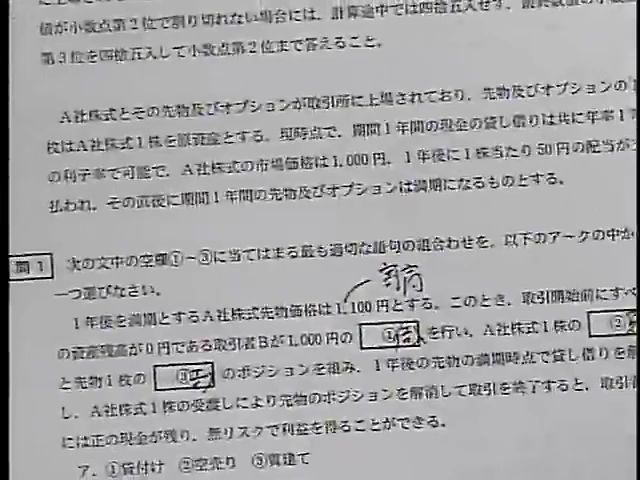 値が小数点第2位で割り切れない場合には、計算途中では四捨五入せず、最終数値の小数
第3位を四捨五入して小数点第2位まで答えること。
A社株式とその先物及びオプションが取引所に上場されており、先物及びオプションの
枚はA社株式1株を原資産とする。現時点で、期間1年間の現金の貸し借りは共に年率1
の利子率で可能で、A社株式の市場価格は1,000円、1年後に1株当たり50円の配当が
払われ、その直後に期間1年間の先物及びオプションは満期になるものとする。
問1 次の文中の空欄①~③に当てはまる最も適切な語句の組合わせを、以下のア~クの中か
一つ選びなさい。
割高
1年後を満期とするA社株式先物価格は1,100円とする。このとき、取引開始前にすべ
の資産残高が0円である取引者Bが1,000円の ① を行い、A社株式1株の ②
と先物1枚の ③ のポジションを組み、1年後の先物の満期時点で貸し借りを
し、A社株式1株の受渡しにより先物のポジションを解消して取引を終了すると、取引
には正の現金が残り、無リスクで利益を得ることができる。
ア. ①貸付け ②空売り ③買建て